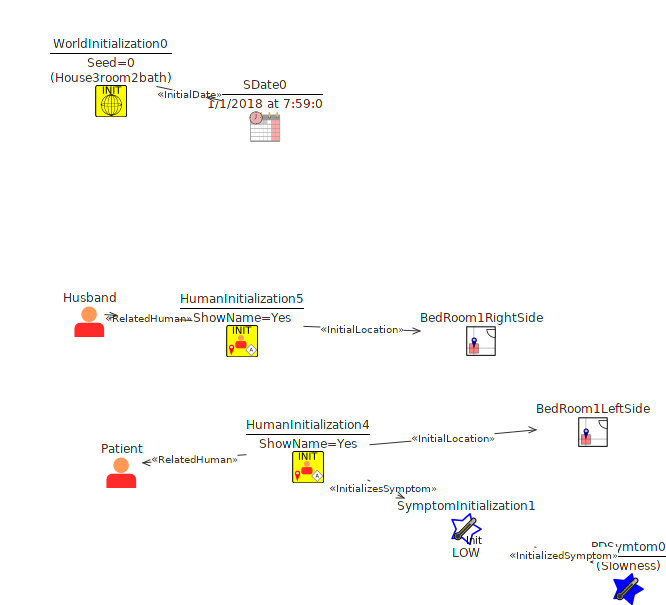 WorldInitialization0
Seed=0
(House3room2bath)
INIT
«InitialDate»
SDate0
1/1/2018 at 7:59:0
Husband
«RelatedHuman»
HumanInitialization5
ShowName=Yes
INIT
A
«InitialLocation»
BedRoom1RightSide
Patient
«RelatedHuman»
HumanInitialization4
ShowName=Yes
INIT
A
«InitialLocation»
BedRoom1LeftSide
«InitializesSymptom»
SymptomInitialization1
Init
LOW
«InitializedSymptom»
PDSymtom0
(Slowness)